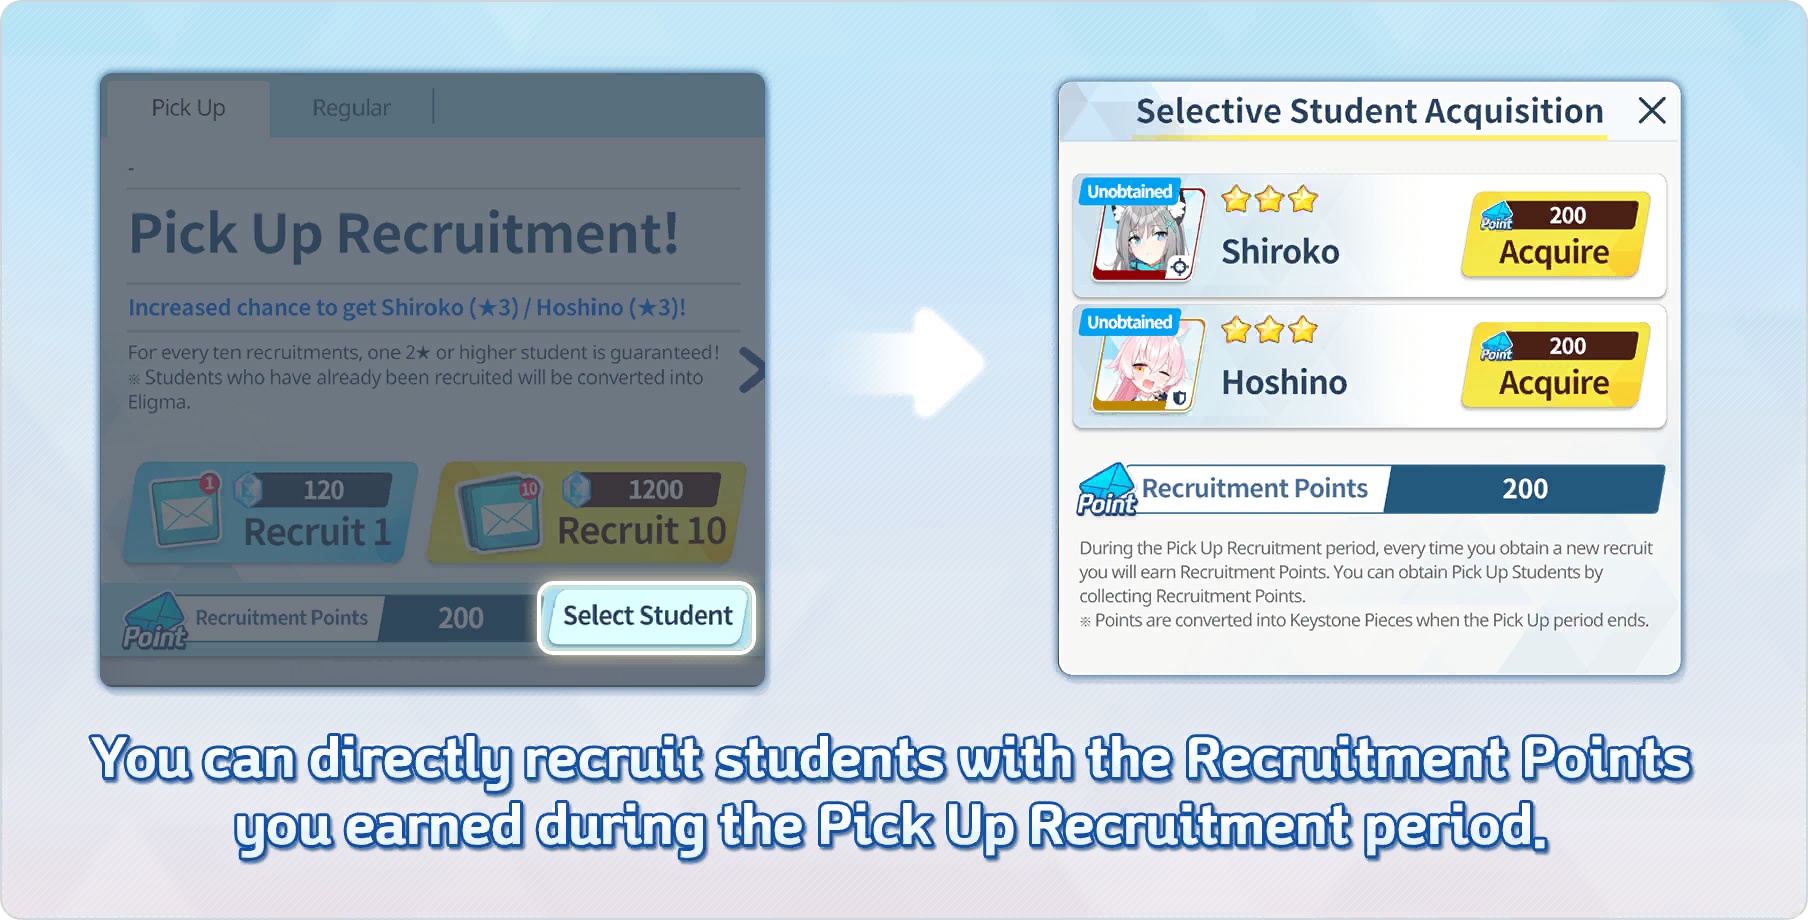 Pick Up
Regular
-
Pick Up Recruitment!
Increased chance to get Shiroko (★3) / Hoshino (★3)!
For every ten recruitments, one 2★ or higher student is guaranteed!
※ Students who have already been recruited will be converted into
Eligma.
1
120
Recruit 1
10
1200
Recruit 10
Point
Recruitment Points
200
Select Student
Selective Student Acquisition
Unobtained
Shiroko
Point
200
Acquire
Unobtained
Hoshino
Point
200
Acquire
Point
Recruitment Points
200
During the Pick Up Recruitment period, every time you obtain a new recruit
you will earn Recruitment Points. You can obtain Pick Up Students by
collecting Recruitment Points.
※ Points are converted into Keystone Pieces when the Pick Up period ends.
You can directly recruit students with the Recruitment Points
you earned during the Pick Up Recruitment period.